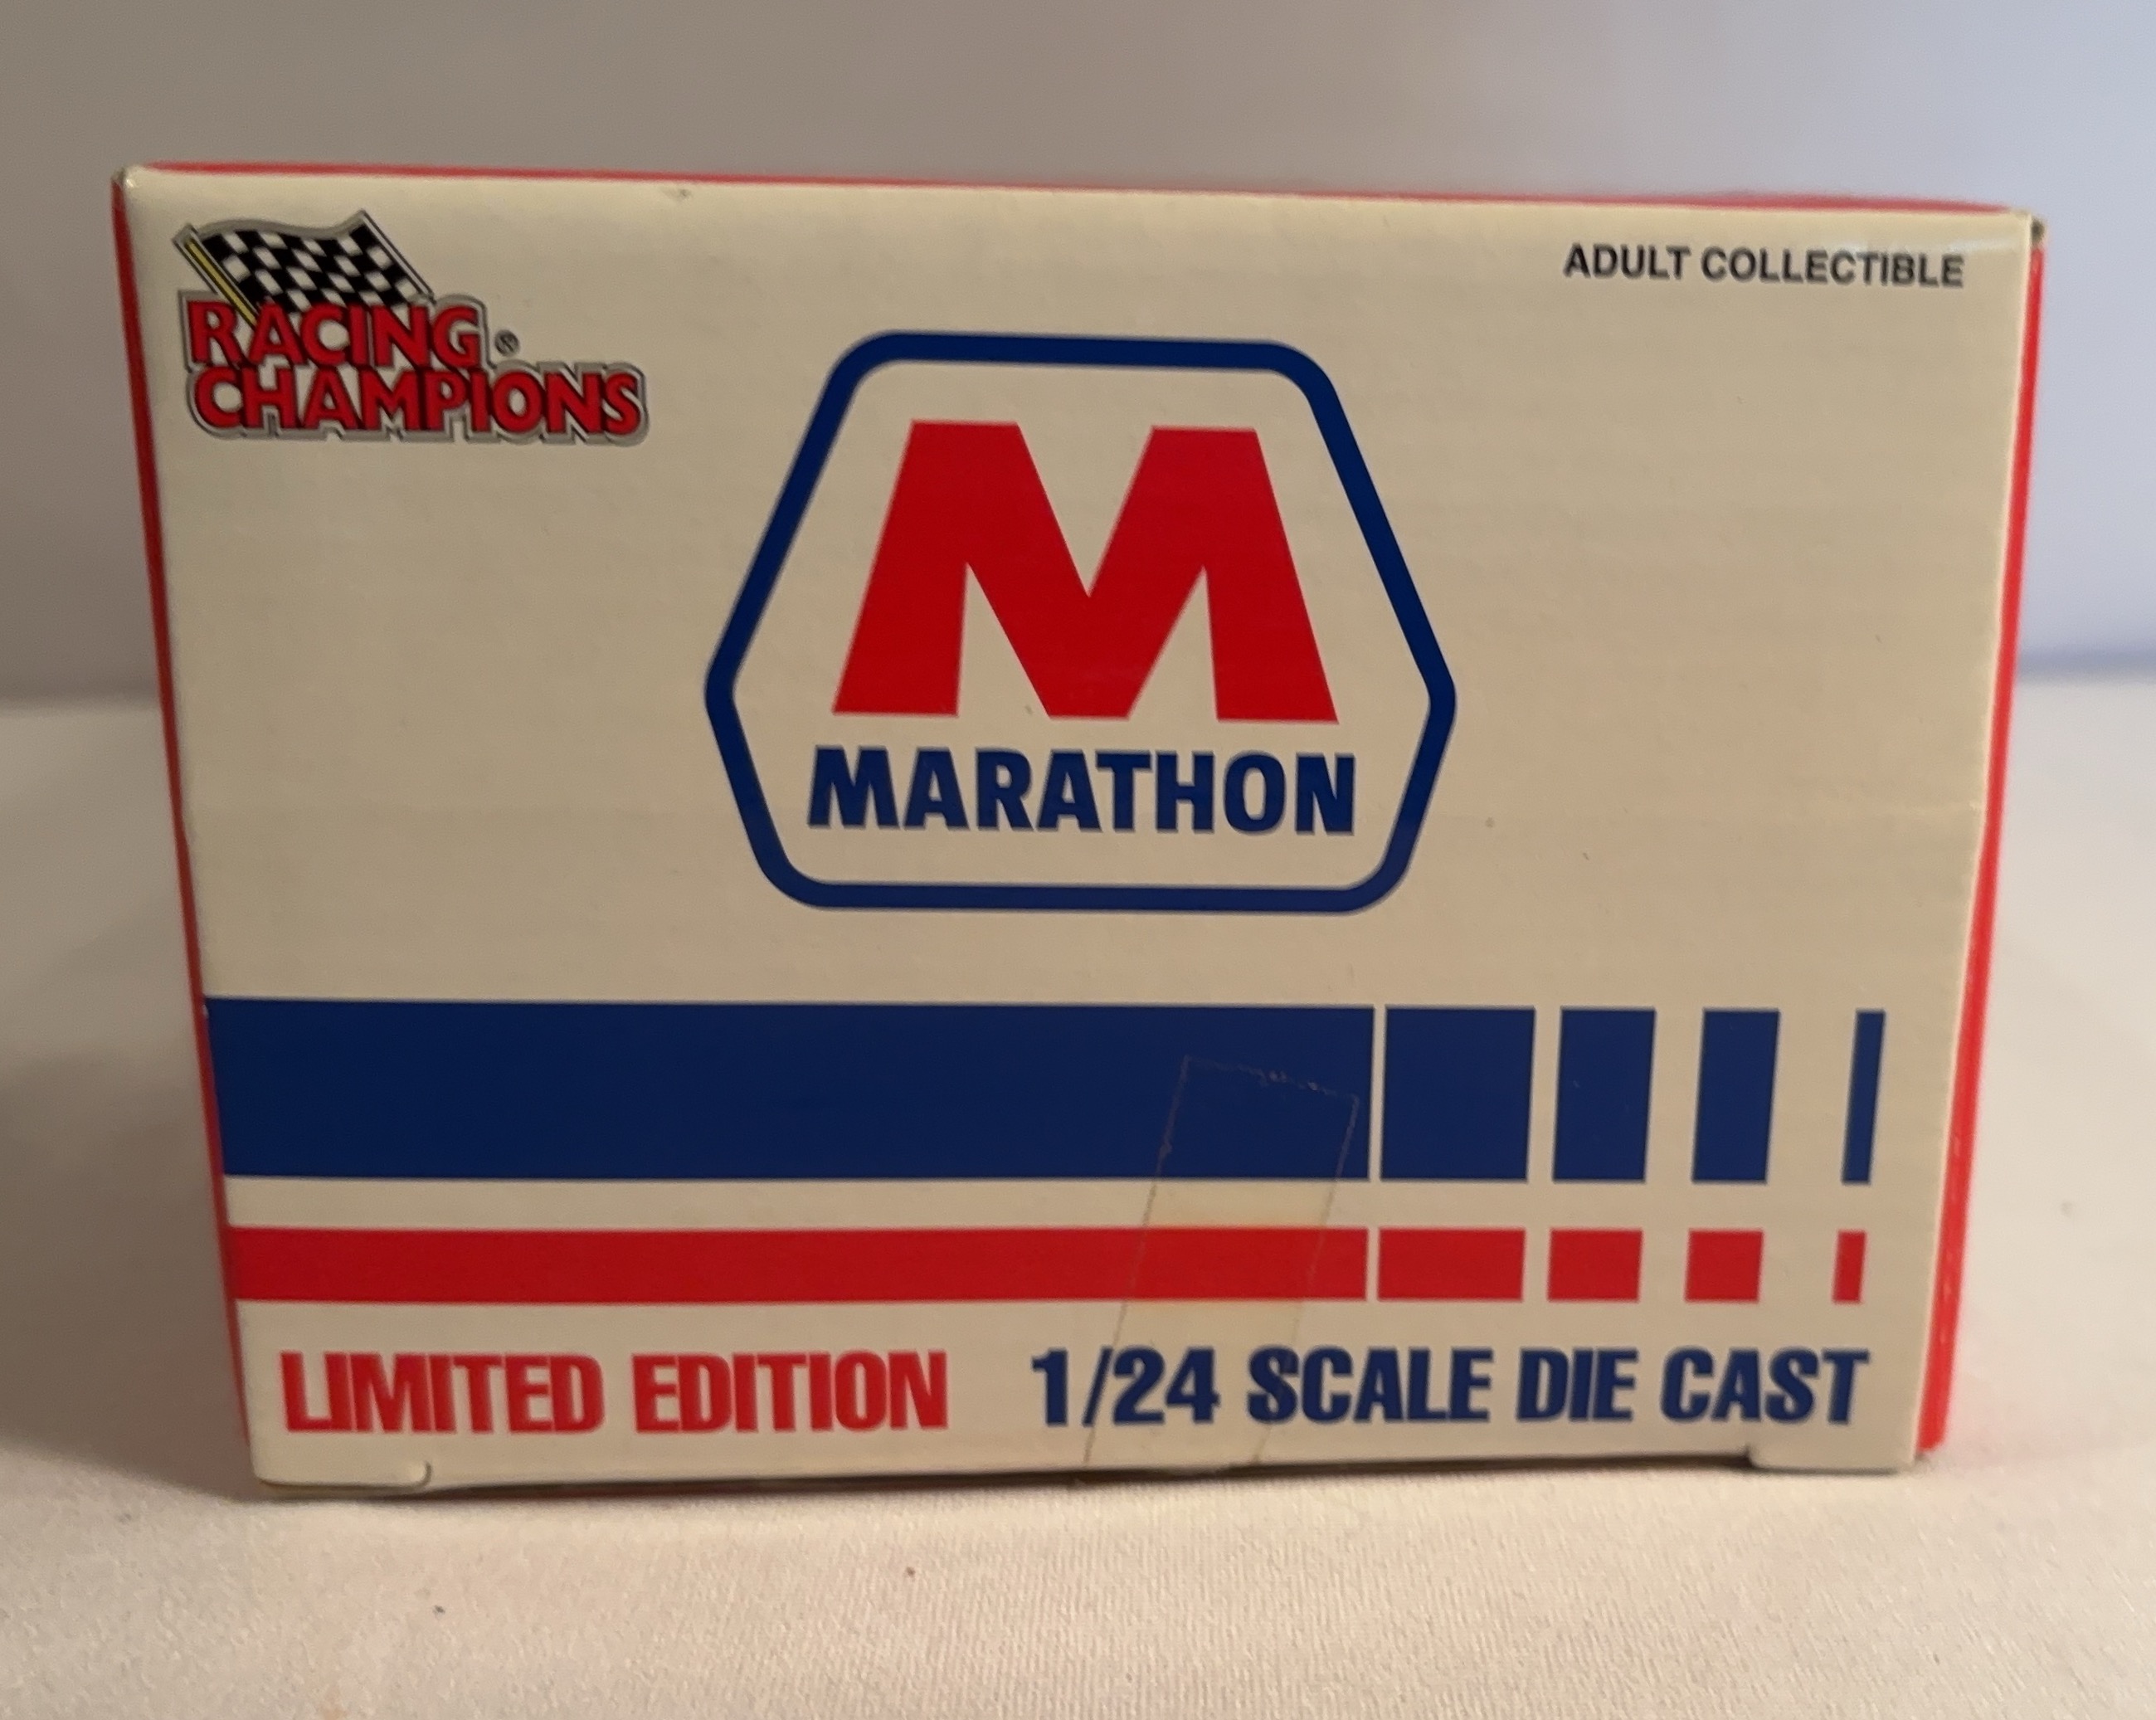 RACING ®
CHAMPIONS
ADULT COLLECTIBLE
M
MARATHON
LIMITED EDITION 1/24 SCALE DIE CAST